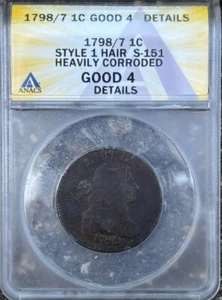 1798/7 1C GOOD 4 DETAILS
1798/7 1C
STYLE 1 HAIR S-151
HEAVILY CORRODED
GOOD 4
DETAILS
ANACS